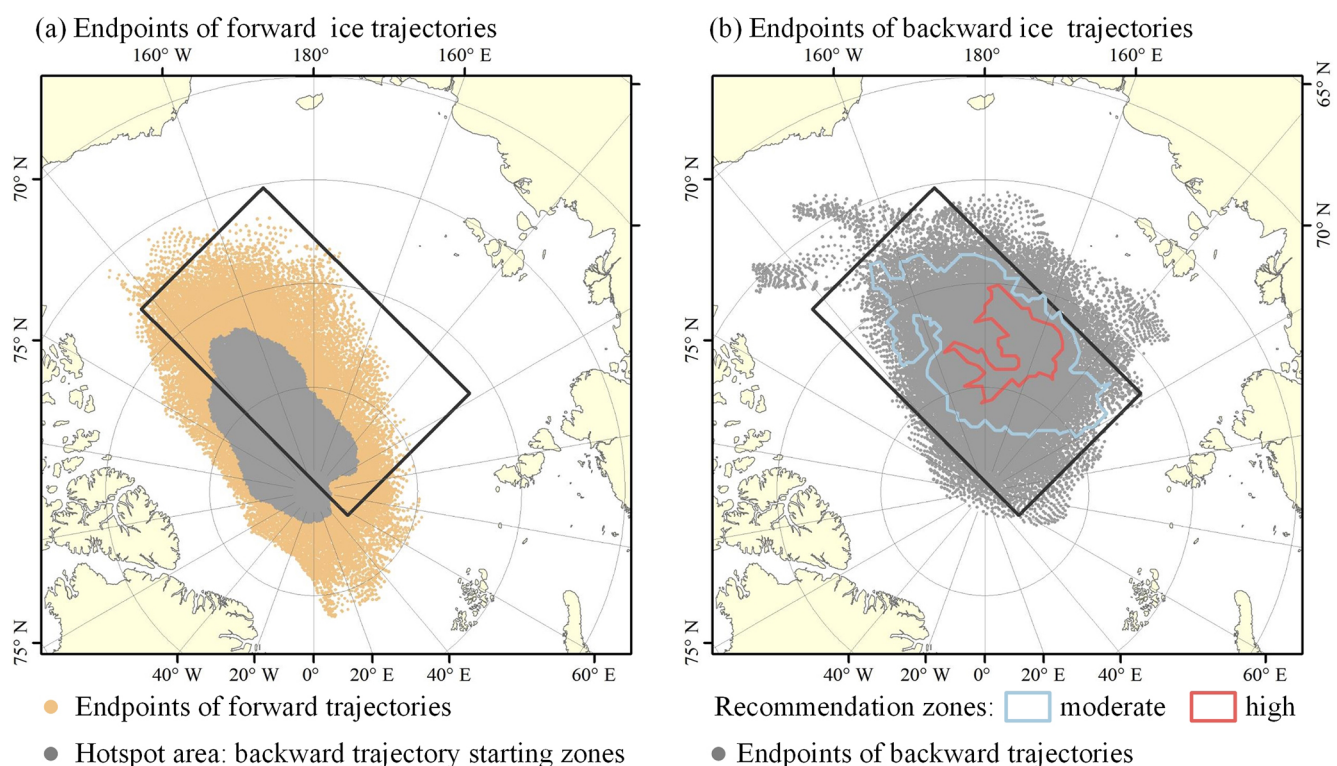 (a) Endpoints of forward ice trajectories
(b) Endpoints of backward ice trajectories
160° W 180° 160° E
160° W 180° 160° E
65° N
70° N
70° N
70° N
75° N
75° N
75° N
75° N
40° W 20° W 0° 20° E 40° E 60° E
40° W 20° W 0° 20° E 40° E 60° E
Endpoints of forward trajectories
Recommendation zones: moderate high
Hotspot area: backward trajectory starting zones
Endpoints of backward trajectories